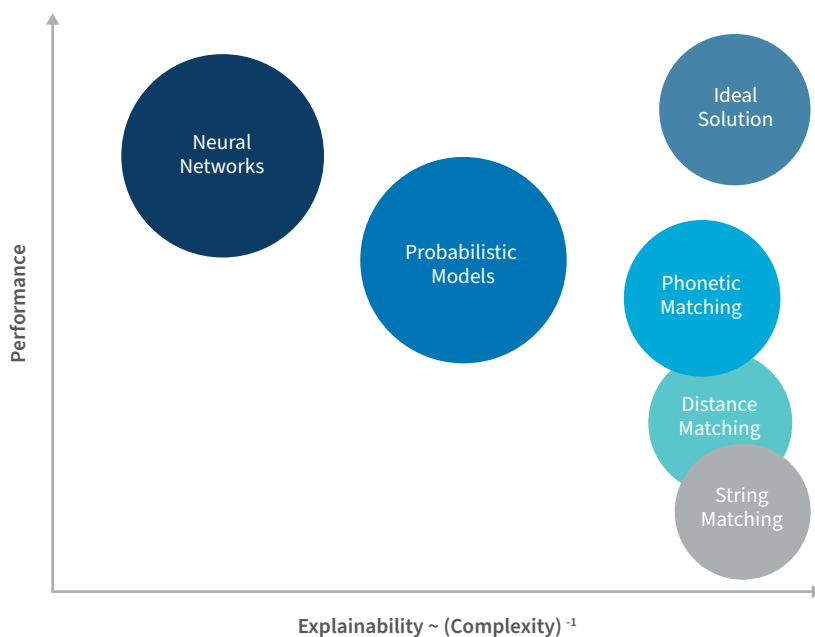 Performance
Neural
Networks
Probabilistic
Models
Ideal
Solution
Phonetic
Matching
Distance
Matching
String
Matching
Explainability ~ (Complexity) ⁻¹